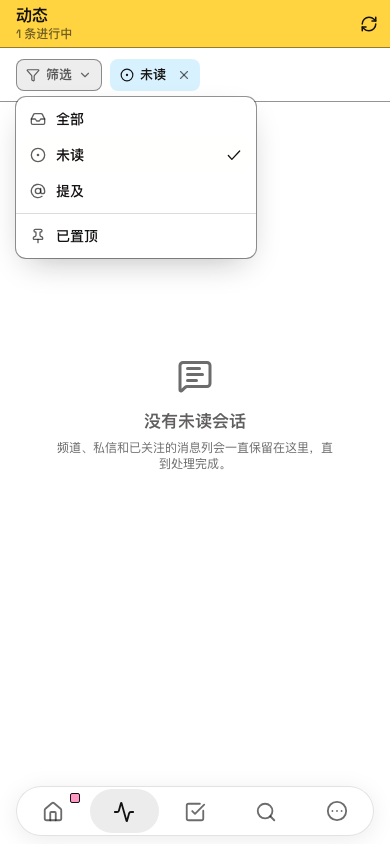 动态
1 条进行中
筛选
未读
全部
未读
提及
已置顶
没有未读会话
频道、私信和已关注的消息列会一直保留在这里，直
到处理完成。